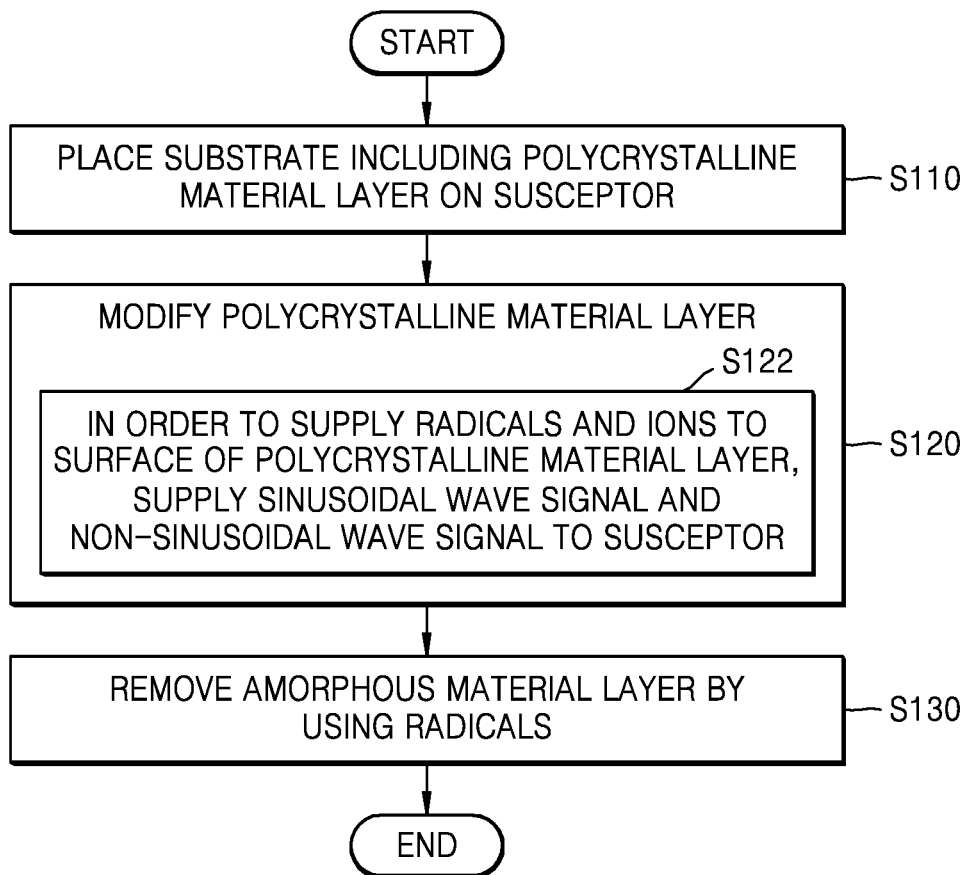 START
PLACE SUBSTRATE INCLUDING POLYCRYSTALLINE
MATERIAL LAYER ON SUSCEPTOR
S110
MODIFY POLYCRYSTALLINE MATERIAL LAYER
S122
IN ORDER TO SUPPLY RADICALS AND IONS TO
SURFACE OF POLYCRYSTALLINE MATERIAL LAYER,
SUPPLY SINUSOIDAL WAVE SIGNAL AND
NON-SINUSOIDAL WAVE SIGNAL TO SUSCEPTOR
S120
REMOVE AMORPHOUS MATERIAL LAYER BY
USING RADICALS
S130
END